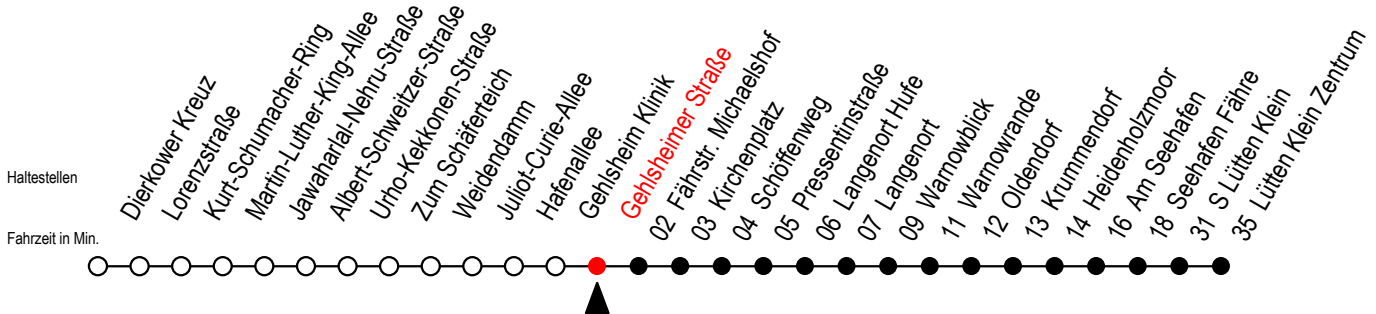 Haltestellen
Fahrzeit in Min.
Dierkower Kreuz
Lorenzstraße
Kurt-Schumacher-Ring
Martin-Luther-King-Allee
Jawaharlal-Nehru-Straße
Albert-Schweitzer-Straße
Urho-Kekkonen-Straße
Zum Schäferteich
Weidendamm
Juliot-Curie-Allee
Hafenallee
Gehlsheim Klinik
Gehlsheimer Straße
02 Fährstr. Michaelshof
03 Kirchenplatz
04 Schöffenweg
05 Pressentinstraße
06 Langenort Hufe
07 Langenort
09 Warnowblick
11 Warnowrande
12 Oldendorf
13 Krummendorf
14 Heidenholzmoor
16 Am Seehafen
18 Seehafen Fähre
31 S Lütten Klein
35 Lütten Klein Zentrum